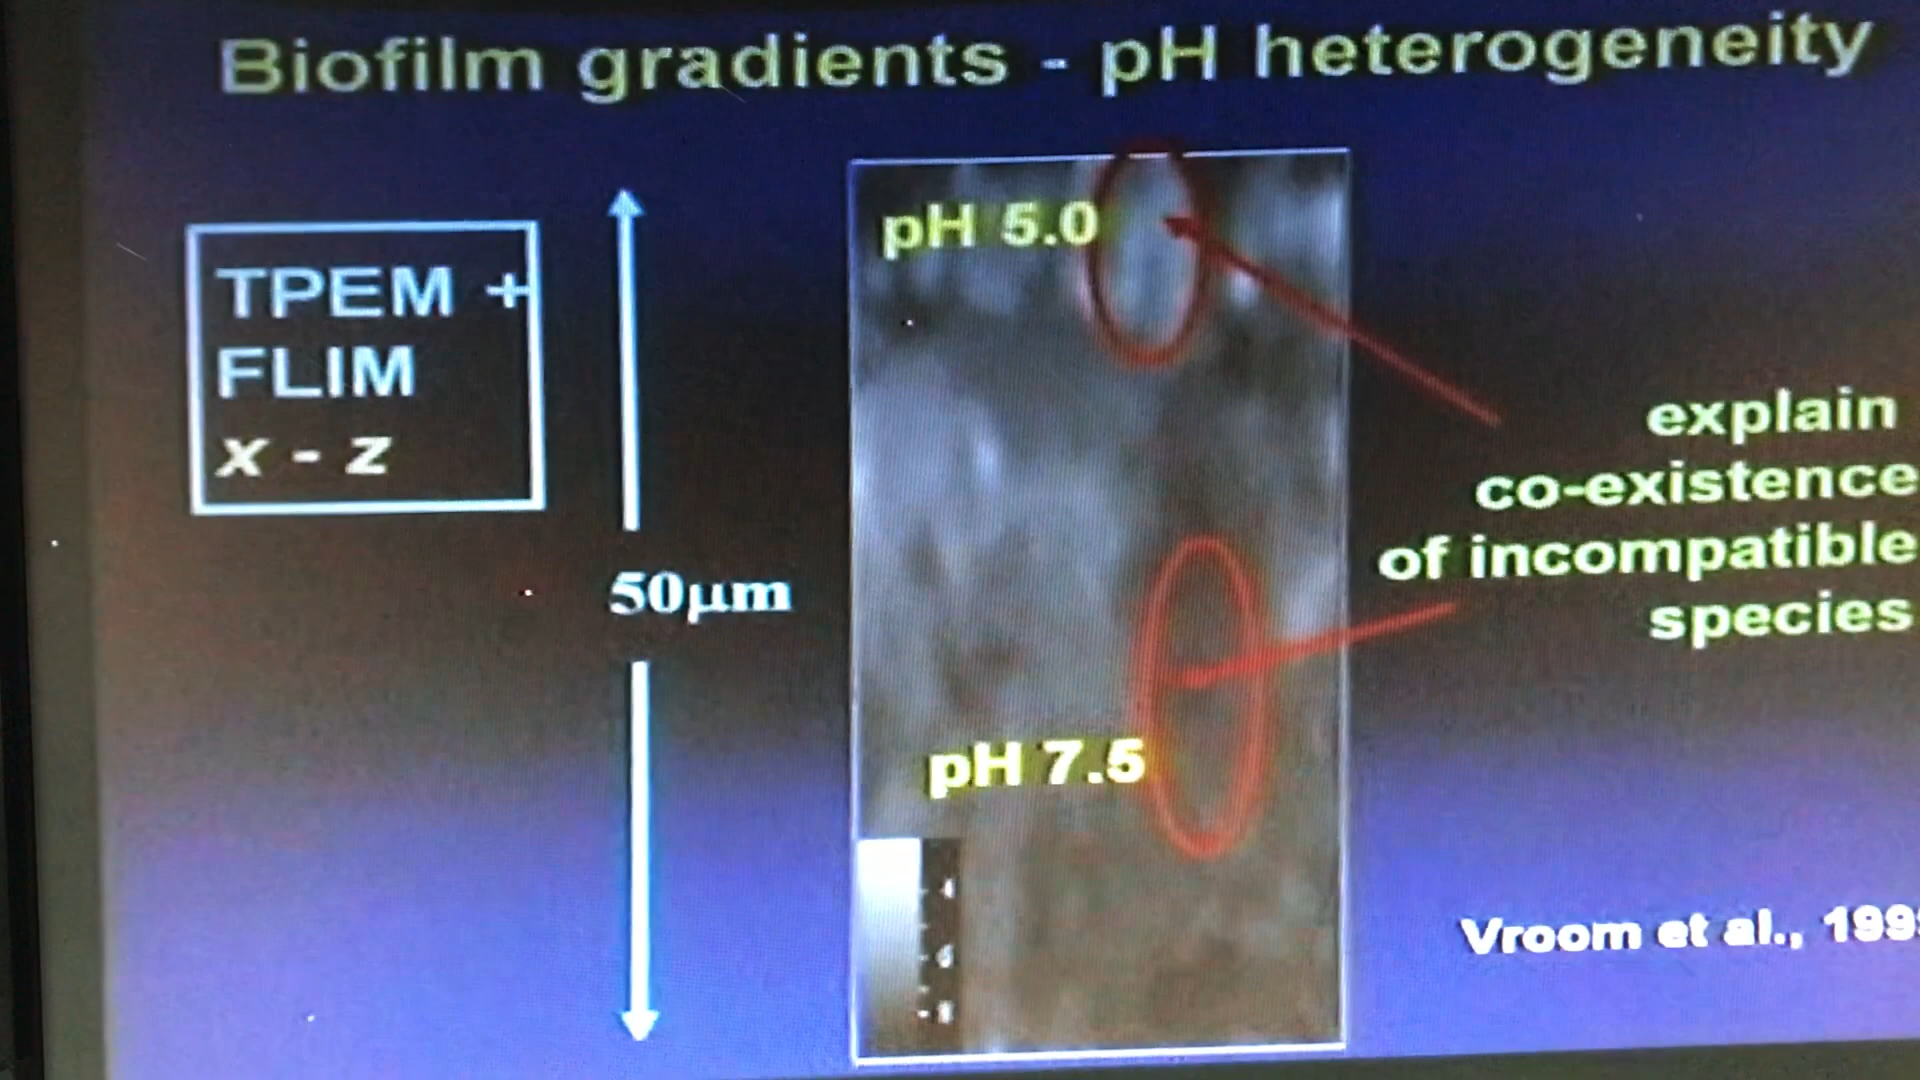 Biofilm gradients - pH heterogeneity
TPEM +
FLIM
x - z
50µm
pH 5.0
explain
co-existence
of incompatible
species
pH 7.5
Vroom et al.,